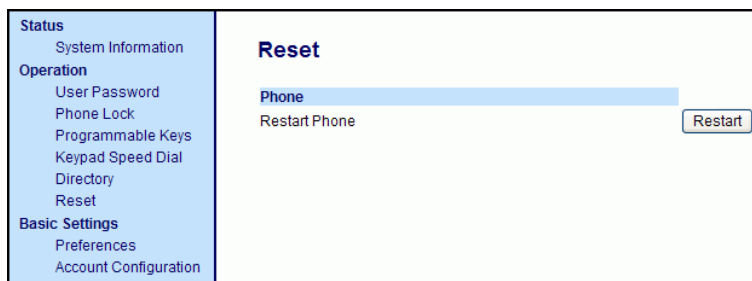 Status
System Information
Operation
User Password
Phone Lock
Programmable Keys
Keypad Speed Dial
Directory
Reset
Basic Settings
Preferences
Account Configuration
Reset
Phone
Restart Phone
Restart